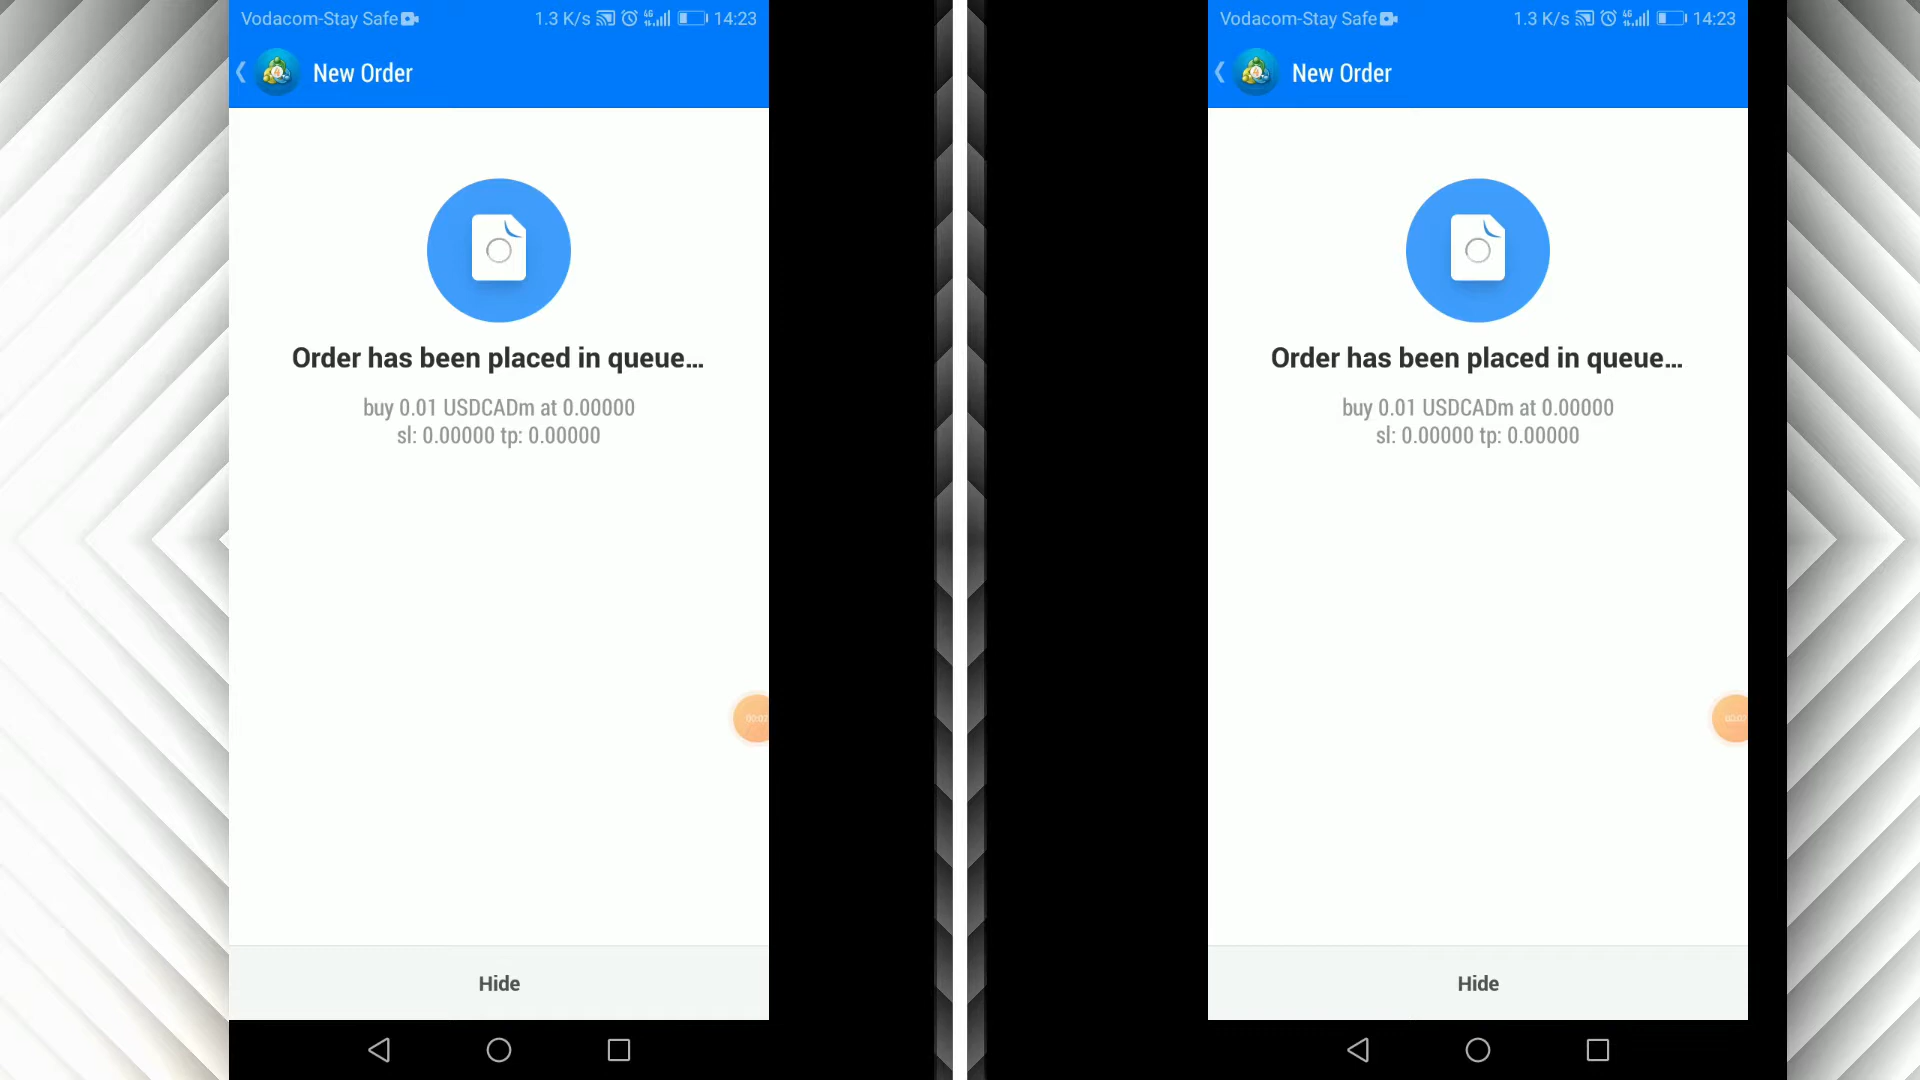 Vodacom-Stay Safe 1.3 K/s 4G 14:23
New Order
Order has been placed in queue...
buy 0.01 USDCADm at 0.00000
sl: 0.00000 tp: 0.00000
Hide
Vodacom-Stay Safe 1.3 K/s 4G 14:23
New Order
Order has been placed in queue...
buy 0.01 USDCADm at 0.00000
sl: 0.00000 tp: 0.00000
Hide